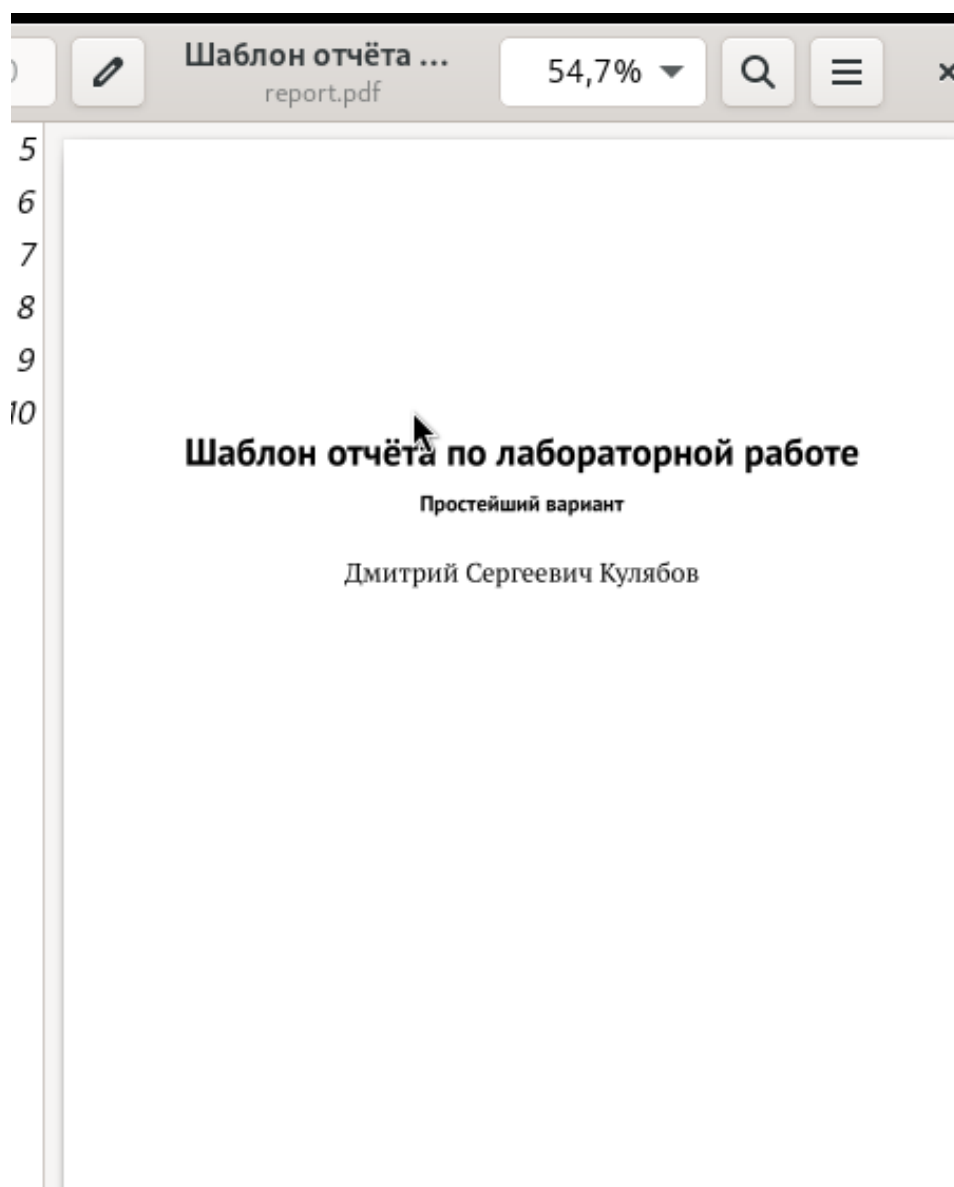 Шаблон отчёта ...
report.pdf
54,7%
5
6
7
8
9
10
Шаблон отчёта по лабораторной работе
Простейший вариант
Дмитрий Сергеевич Кулябов